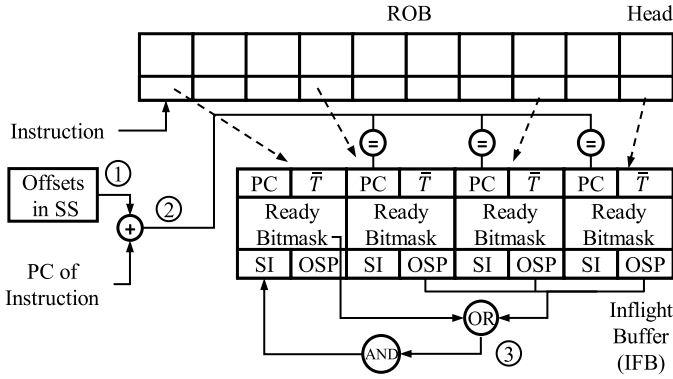 ROB
Head
Instruction
= = =
Offsets
in SS
①
②
+
PC of
Instruction
PC T̅ PC T̅ PC T̅ PC T̅
Ready Ready Ready Ready
Bitmask Bitmask Bitmask Bitmask
SI OSP SI OSP SI OSP SI OSP
OR
AND
③
Inflight
Buffer
(IFB)